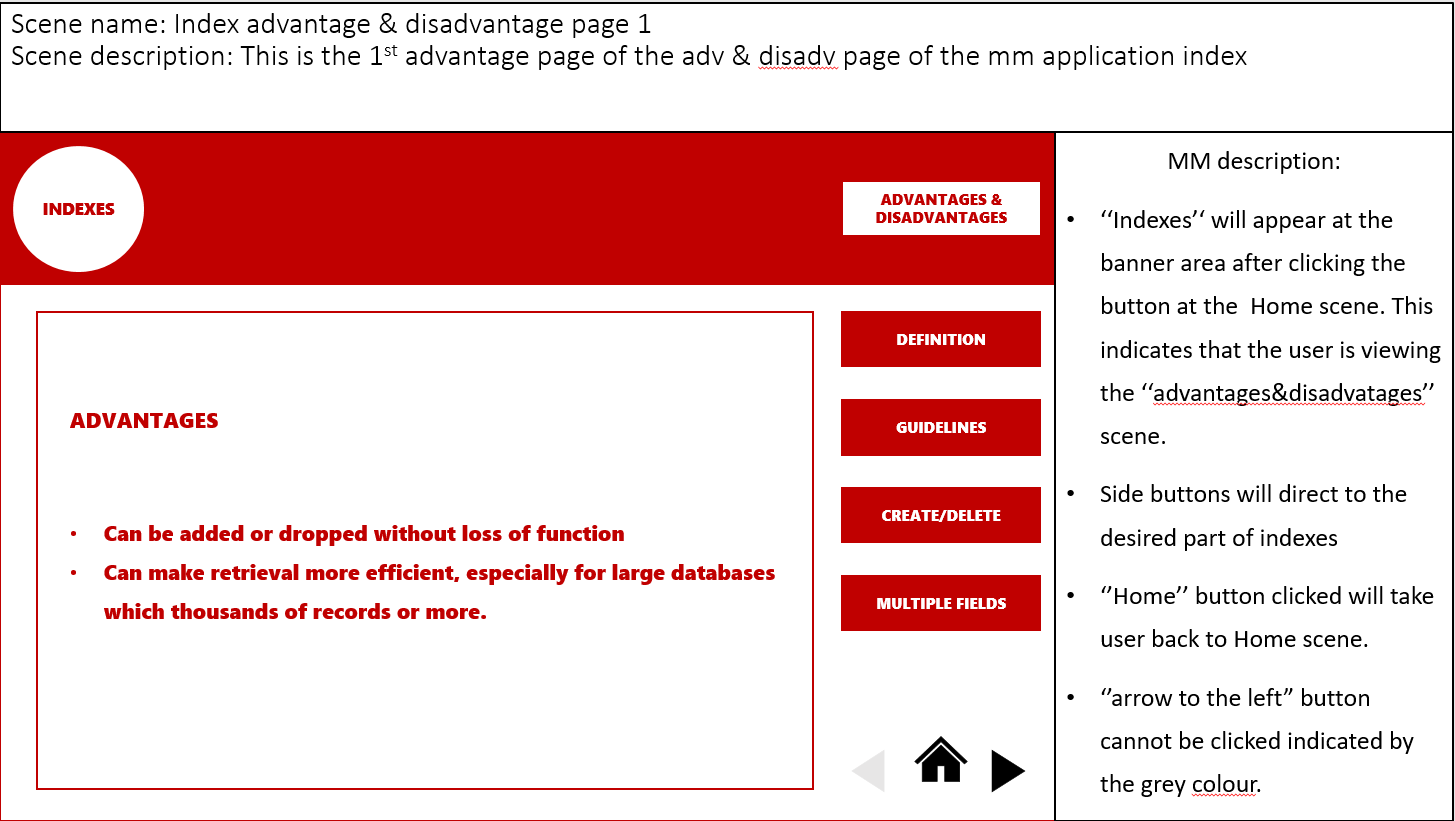 Scene name: Index advantage & disadvantage page 1
Scene description: This is the 1st advantage page of the adv & disadv page of the mm application index
INDEXES
ADVANTAGES &
DISADVANTAGES
ADVANTAGES
• Can be added or dropped without loss of function
• Can make retrieval more efficient, especially for large databases
which thousands of records or more.
DEFINITION
GUIDELINES
CREATE/DELETE
MULTIPLE FIELDS
MM description:
• ‘‘Indexes’‘ will appear at the
banner area after clicking the
button at the Home scene. This
indicates that the user is viewing
the ‘‘advantages&disadvatages’’
scene.
• Side buttons will direct to the
desired part of indexes
• ‘’Home’’ button clicked will take
user back to Home scene.
• ‘’arrow to the left” button
cannot be clicked indicated by
the grey colour.